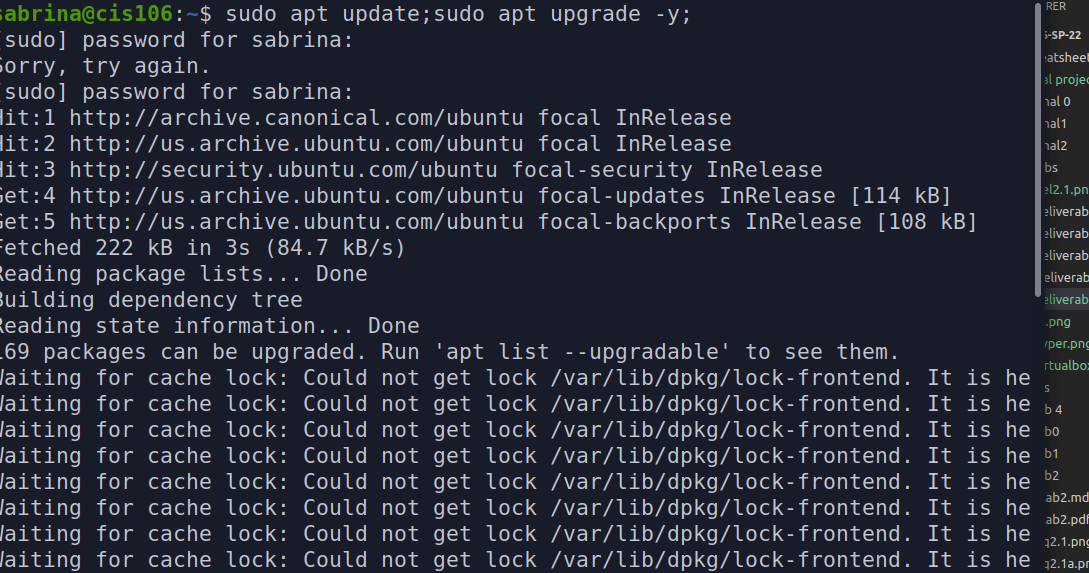 sabrina@cis106:~$ sudo apt update;sudo apt upgrade -y;
[sudo] password for sabrina:
Sorry, try again.
[sudo] password for sabrina:
Hit:1 http://archive.canonical.com/ubuntu focal InRelease
Hit:2 http://us.archive.ubuntu.com/ubuntu focal InRelease
Hit:3 http://security.ubuntu.com/ubuntu focal-security InRelease
Get:4 http://us.archive.ubuntu.com/ubuntu focal-updates InRelease [114 kB]
Get:5 http://us.archive.ubuntu.com/ubuntu focal-backports InRelease [108 kB]
Fetched 222 kB in 3s (84.7 kB/s)
Reading package lists... Done
Building dependency tree
Reading state information... Done
169 packages can be upgraded. Run 'apt list --upgradable' to see them.
Waiting for cache lock: Could not get lock /var/lib/dpkg/lock-frontend. It is he
Waiting for cache lock: Could not get lock /var/lib/dpkg/lock-frontend. It is he
Waiting for cache lock: Could not get lock /var/lib/dpkg/lock-frontend. It is he
Waiting for cache lock: Could not get lock /var/lib/dpkg/lock-frontend. It is he
Waiting for cache lock: Could not get lock /var/lib/dpkg/lock-frontend. It is he
Waiting for cache lock: Could not get lock /var/lib/dpkg/lock-frontend. It is he
Waiting for cache lock: Could not get lock /var/lib/dpkg/lock-frontend. It is he
Waiting for cache lock: Could not get lock /var/lib/dpkg/lock-frontend. It is he
RER
-SP-22
eatsheet
al projec
nal 0
nal1
nal2
bs
el2.1.pn
eliverab
eliverab
eliverab
eliverab
eliverab
.png
yper.png
rtualbox
s
b 4
b0
b1
b2
ab2.md
ab2.pdf
q2.1.png
q2.1a.pn